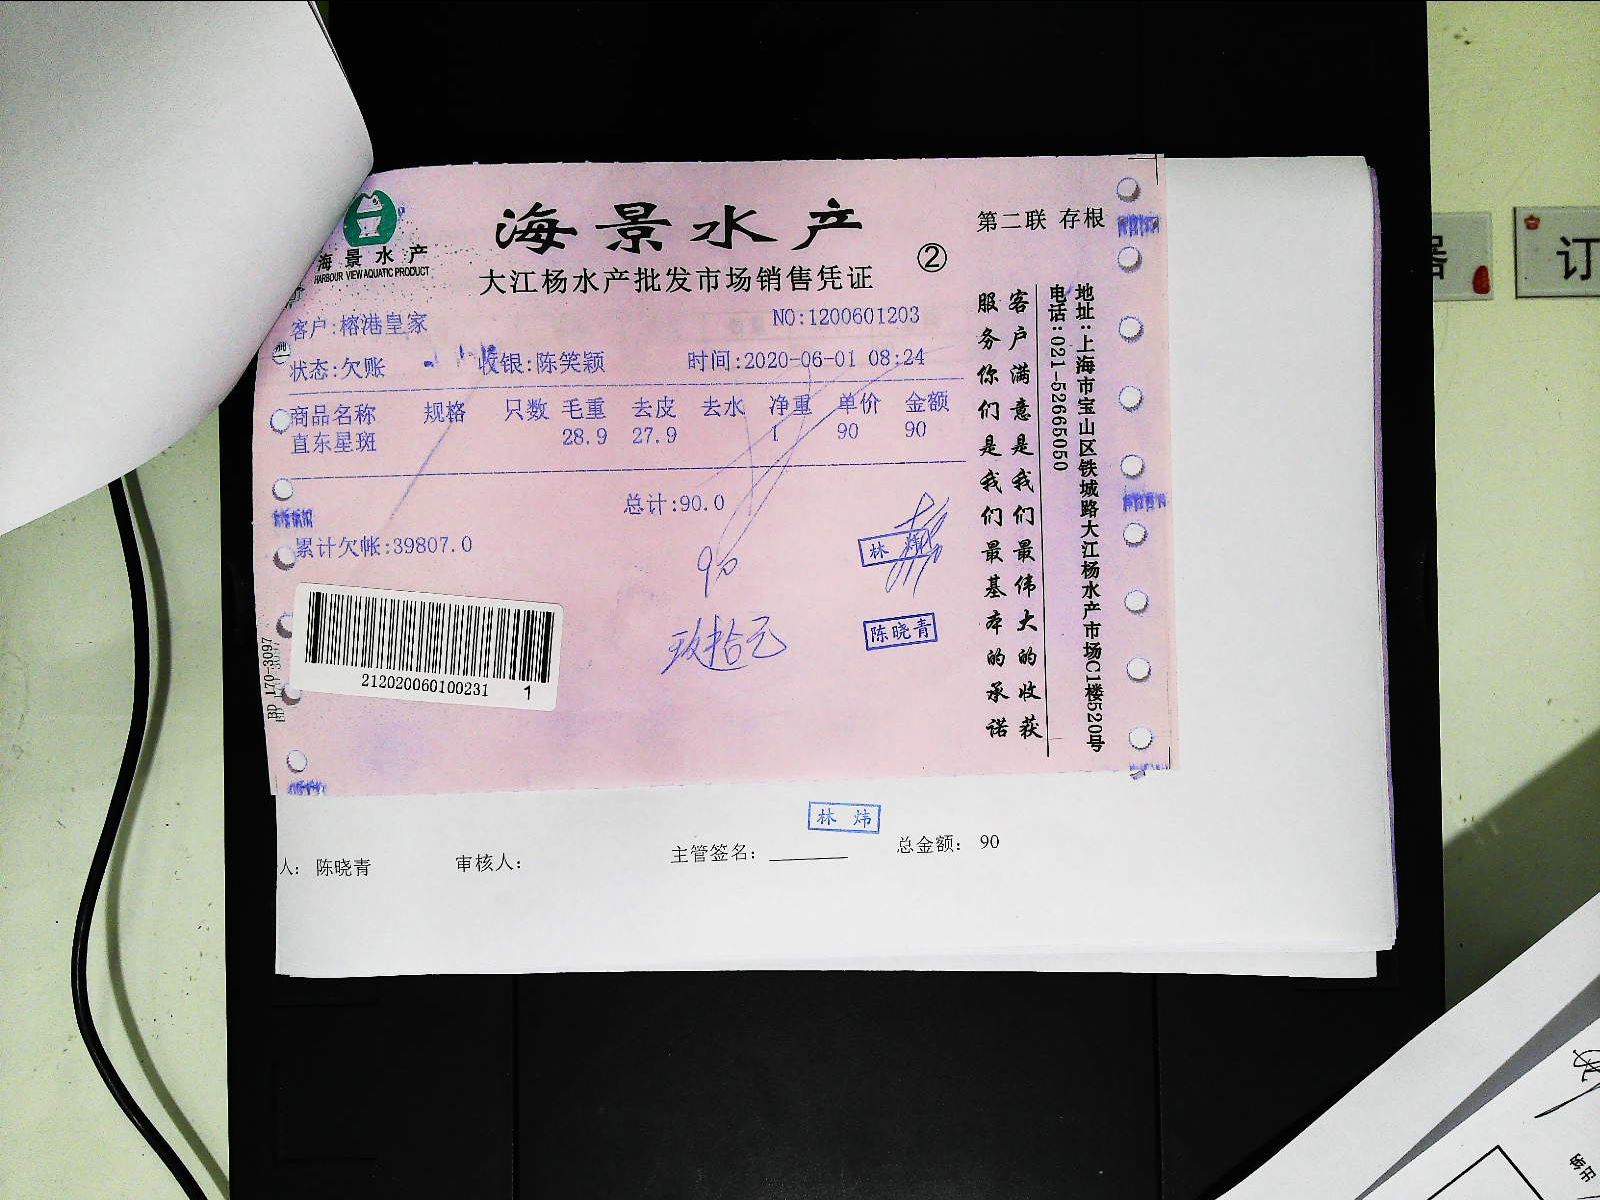 海景水产
HARBOUR VIEW AQUATIC PRODUCT
海景水产
大江杨水产批发市场销售凭证
②
第二联 存根
客户:榕港皇家
NO:1200601203
状态:欠账 收银:陈笑颖 时间:2020-06-01 08:24
商品名称 规格 只数 毛重 去皮 去水 净重 单价 金额
直东星斑 28.9 27.9 1 90 90
总计:90.0
累计欠帐:39807.0
90
玖拾元
林炜
陈晓青
212020060100231 1
170-3097
客户满意是我们最伟大的收获
服务你们是我们最基本的承诺
地址:上海市宝山区铁城路大江杨水产市场C1楼520号
电话:021-52665050
林炜
人: 陈晓青 审核人: 主管签名: 总金额: 90
订